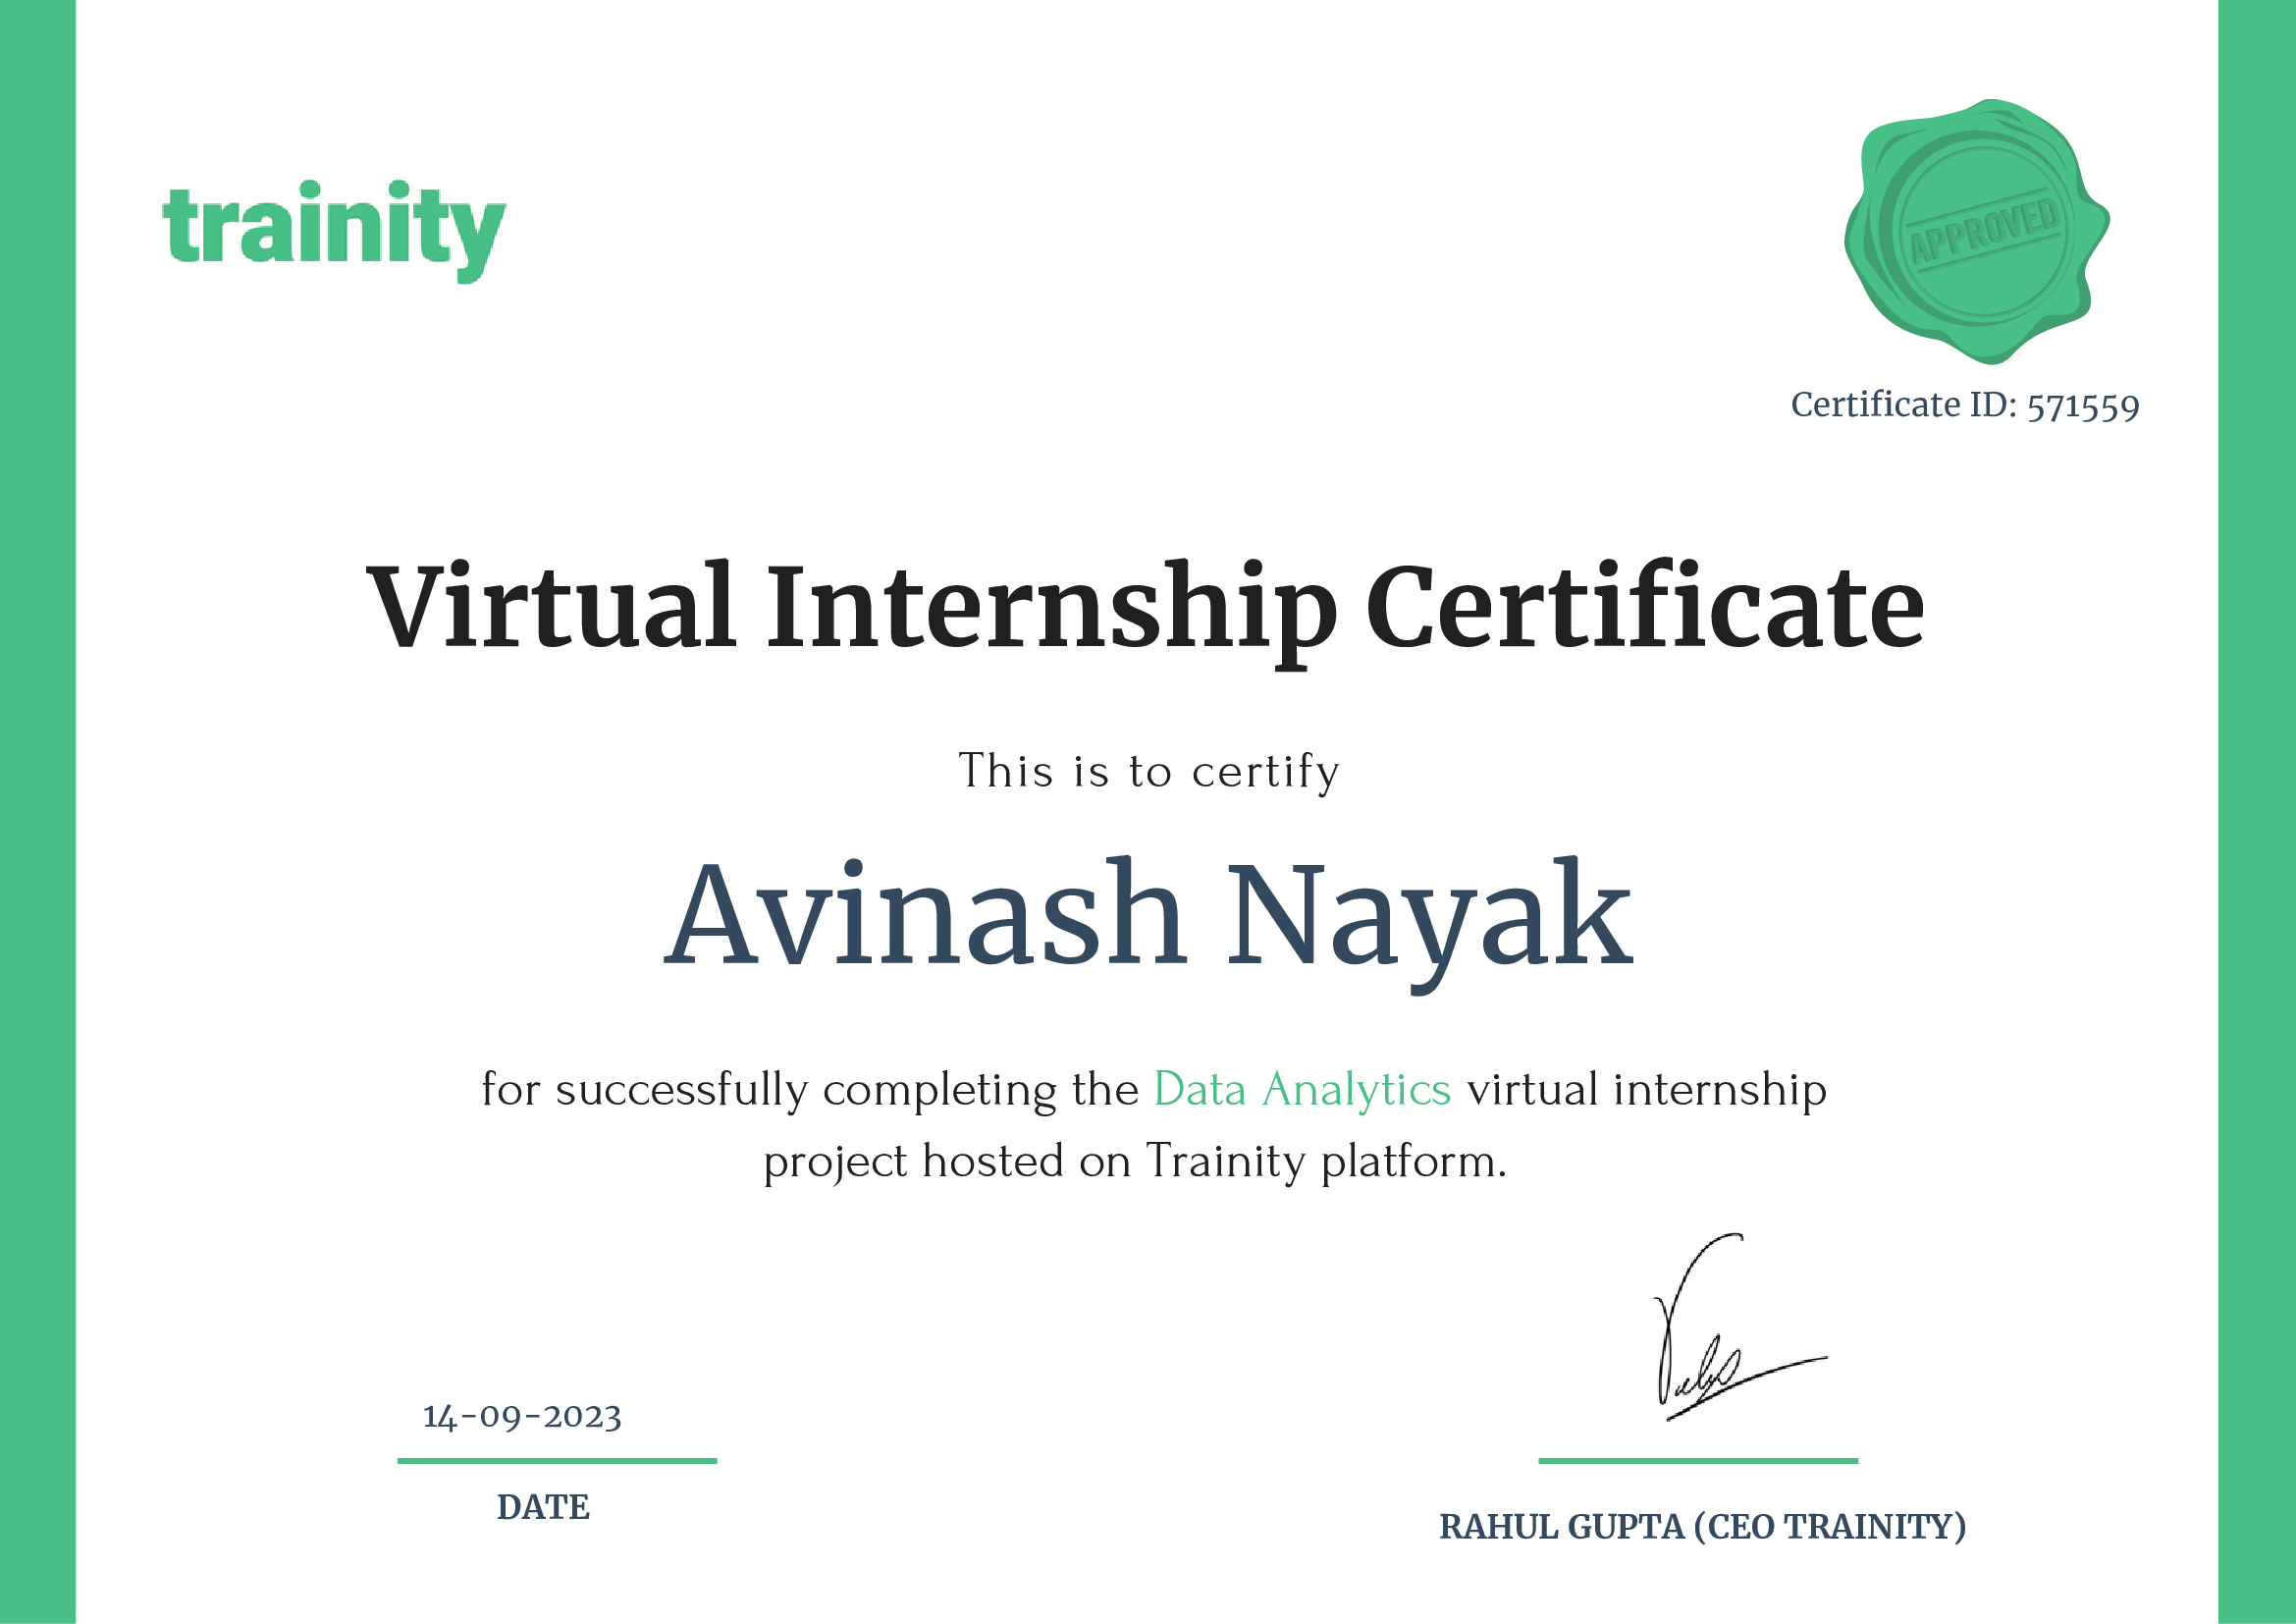 trainity
APPROVED
Certificate ID: 571559
Virtual Internship Certificate
This is to certify
Avinash Nayak
for successfully completing the Data Analytics virtual internship
project hosted on Trainity platform.
14-09-2023
DATE
RAHUL GUPTA (CEO TRAINITY)